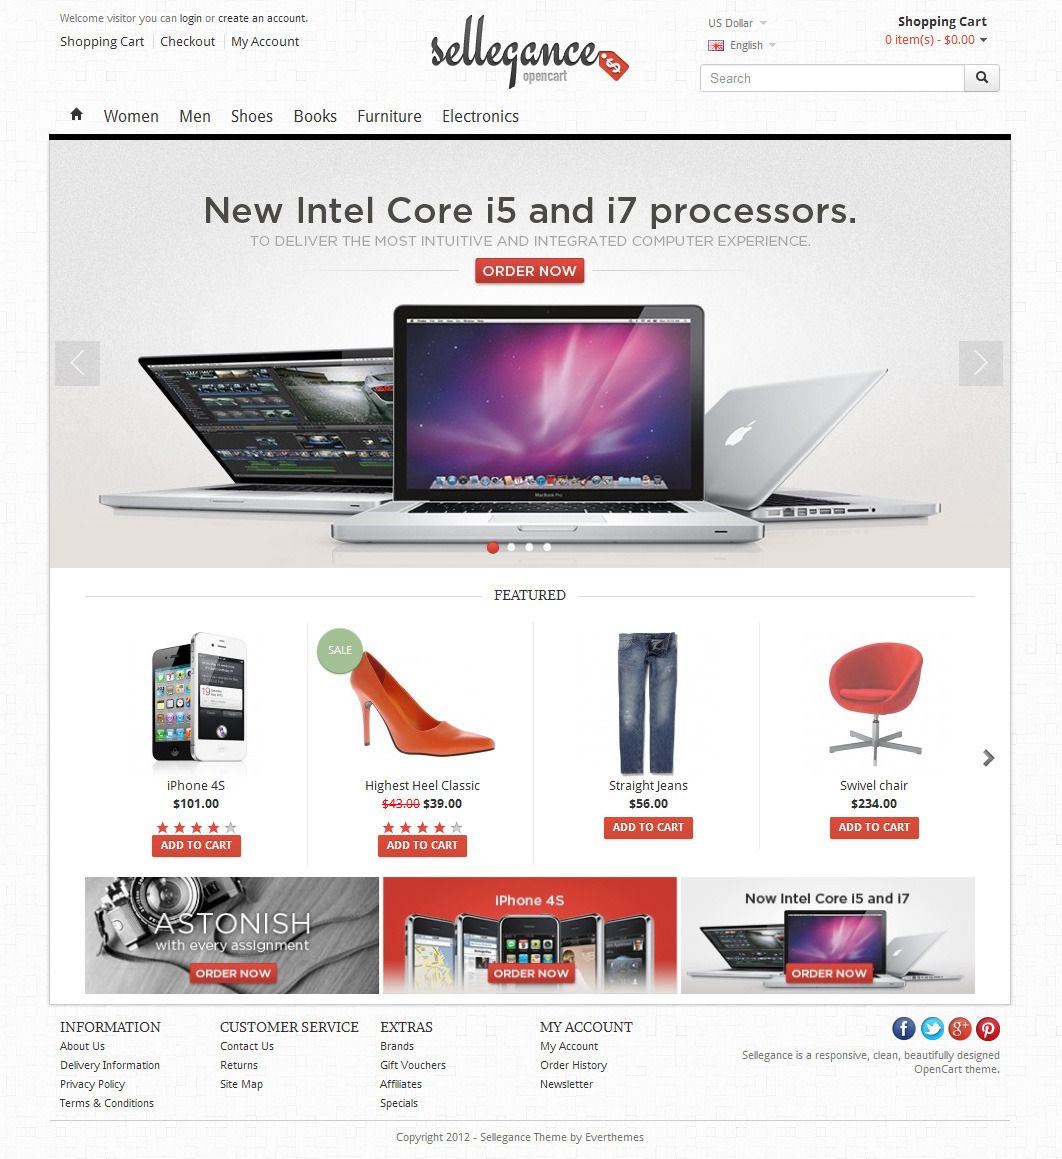 Welcome visitor you can login or create an account.
Shopping Cart Checkout My Account
sellegance
opencart
US Dollar
English
Shopping Cart
0 item(s) - $0.00
Search
Women Men Shoes Books Furniture Electronics
New Intel Core i5 and i7 processors.
TO DELIVER THE MOST INTUITIVE AND INTEGRATED COMPUTER EXPERIENCE.
ORDER NOW
MacBook Pro
FEATURED
SALE
iPhone 4S
$101.00
ADD TO CART
Highest Heel Classic
$43.00 $39.00
ADD TO CART
Straight Jeans
$56.00
ADD TO CART
Swivel chair
$234.00
ADD TO CART
ASTONISH
with every assignment
ORDER NOW
iPhone 4S
ORDER NOW
Now Intel Core i5 and i7
ORDER NOW
INFORMATION
About Us
Delivery Information
Privacy Policy
Terms & Conditions
CUSTOMER SERVICE
Contact Us
Returns
Site Map
EXTRAS
Brands
Gift Vouchers
Affiliates
Specials
MY ACCOUNT
My Account
Order History
Newsletter
Sellegance is a responsive, clean, beautifully designed
OpenCart theme.
Copyright 2012 - Sellegance Theme by Everthemes